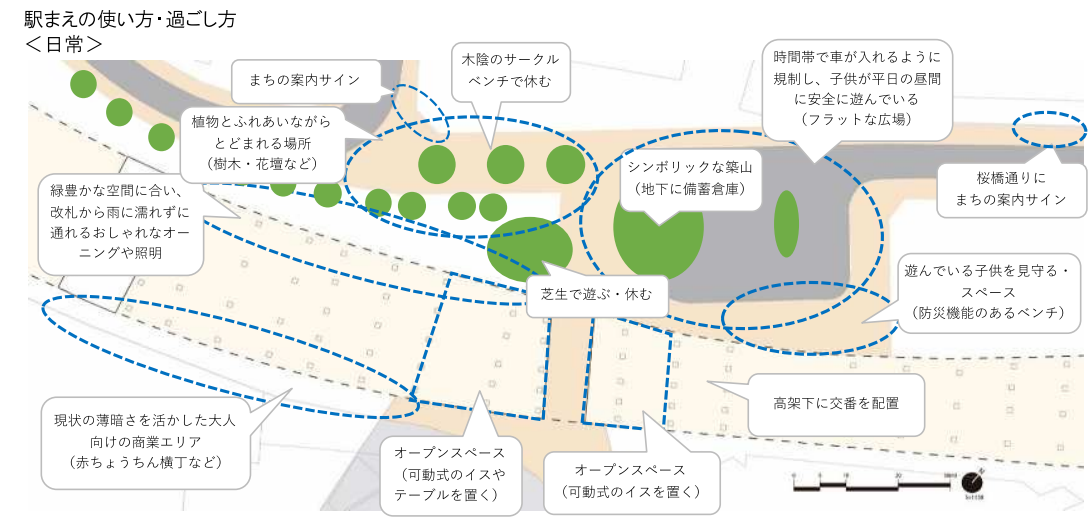 駅まえの使い方・過ごし方
＜日常＞
まちの案内サイン
木陰のサークル
ベンチで休む
時間帯で車が入れるように
規制し、子供が平日の昼間
に安全に遊んでいる
（フラットな広場）
植物とふれあいながら
とどまれる場所
（樹木・花壇など）
シンボリックな築山
（地下に備蓄倉庫）
桜橋通りに
まちの案内サイン
緑豊かな空間に合い、
改札から雨に濡れずに
通れるおしゃれなオー
ニングや照明
芝生で遊ぶ・休む
遊んでいる子供を見守る・
スペース
（防災機能のあるベンチ）
現状の薄暗さを活かした大人
向けの商業エリア
（赤ちょうちん横丁など）
オープンスペース
（可動式のイスや
テーブルを置く）
オープンスペース
（可動式のイスを置く）
高架下に交番を配置